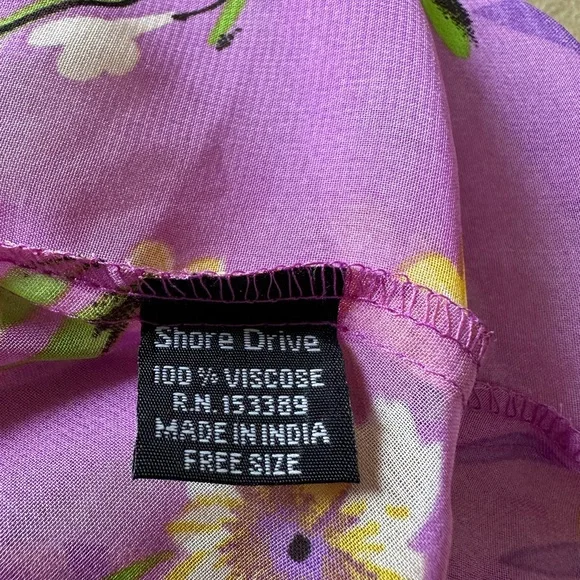 Shore Drive
100 % VISCOSE
R.N. 153389
MADE IN INDIA
FREE SIZE